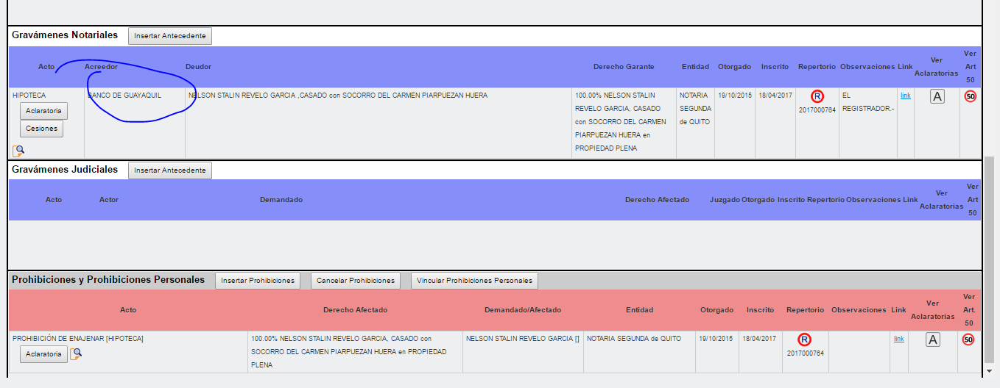 Gravámenes Notariales Insertar Antecedente
Acto Acreedor Deudor Derecho Garante Entidad Otorgado Inscrito Repertorio Observaciones Link Ver Aclaratorias Ver Art 50
HIPOTECA BANCO DE GUAYAQUIL NELSON STALIN REVELO GARCIA ,CASADO con SOCORRO DEL CARMEN PIARPUEZAN HUERA 100.00% NELSON STALIN NOTARIA 19/10/2015 18/04/2017 R EL link A 50
Aclaratoria REVELO GARCIA, CASADO SEGUNDA 2017000764 REGISTRADOR.-
con SOCORRO DEL CARMEN de QUITO
Cesiones PIARPUEZAN HUERA en
PROPIEDAD PLENA
Gravámenes Judiciales Insertar Antecedente
Acto Actor Demandado Derecho Afectado Juzgado Otorgado Inscrito Repertorio Observaciones Link Ver Aclaratorias Ver Art 50
Prohibiciones y Prohibiciones Personales Insertar Prohibiciones Cancelar Prohibiciones Vincular Prohibiciones Personales
Acto Derecho Afectado Demandado/Afectado Entidad Otorgado Inscrito Repertorio Observaciones Link Ver Aclaratorias Ver Art. 50
PROHIBICIÓN DE ENAJENAR [HIPOTECA] 100.00% NELSON STALIN REVELO GARCIA, CASADO con NELSON STALIN REVELO GARCIA [] NOTARIA SEGUNDA de QUITO 19/10/2015 18/04/2017 R link A 50
Aclaratoria SOCORRO DEL CARMEN PIARPUEZAN HUERA en PROPIEDAD 2017000764
PLENA